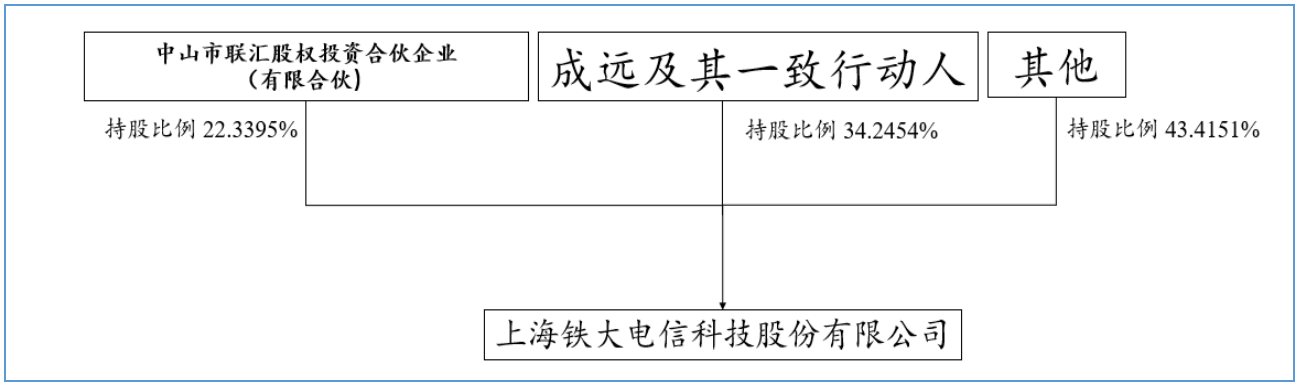 中山市联汇股权投资合伙企业
（有限合伙）
成远及其一致行动人
其他
持股比例 22.3395%
持股比例 34.2454%
持股比例 43.4151%
上海铁大电信科技股份有限公司